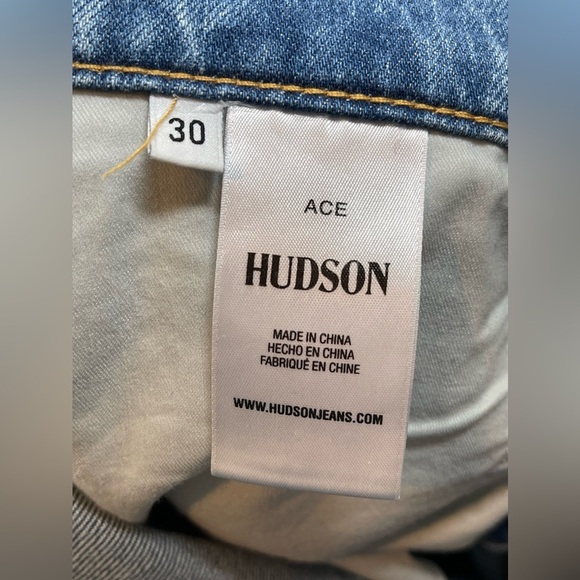 30
ACE
HUDSON
MADE IN CHINA
HECHO EN CHINA
FABRIQUÉ EN CHINE
WWW.HUDSONJEANS.COM